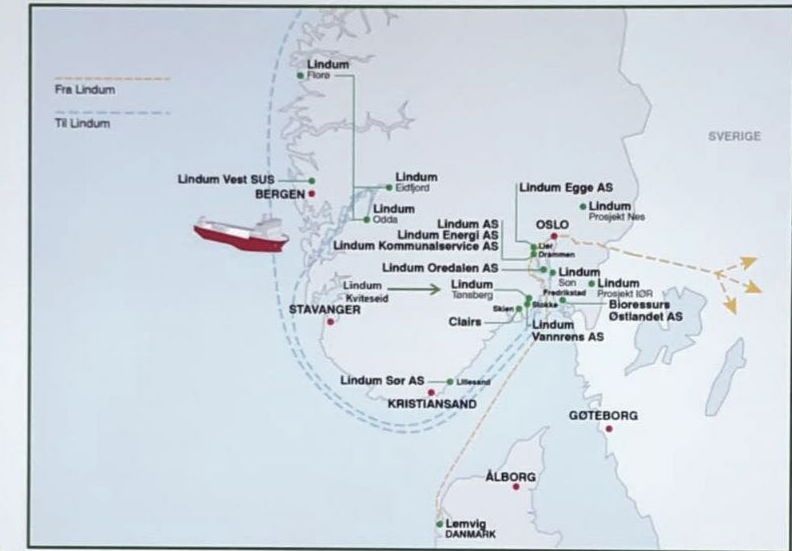 Fra Lindum
Til Lindum
Lindum
Florø
SVERIGE
Lindum Vest SUS
BERGEN
Lindum
Eidfjord
Lindum
Odda
Lindum Egge AS
Lindum
Prosjekt Nes
OSLO
Lindum AS
Lindum Energi AS
Lindum Kommunalservice AS
Lier
Drammen
Lindum Oredalen AS
Lindum
Son
Lindum
Prosjekt IØR
Lindum
Kviteseid
Lindum
Tønsberg
Fredrikstad
Bioressurs
Østlandet AS
STAVANGER
Skien
Stokke
Clairs
Lindum
Vannrens AS
Lindum Sør AS
Lillesand
KRISTIANSAND
GØTEBORG
ÅLBORG
Lemvig
DANMARK